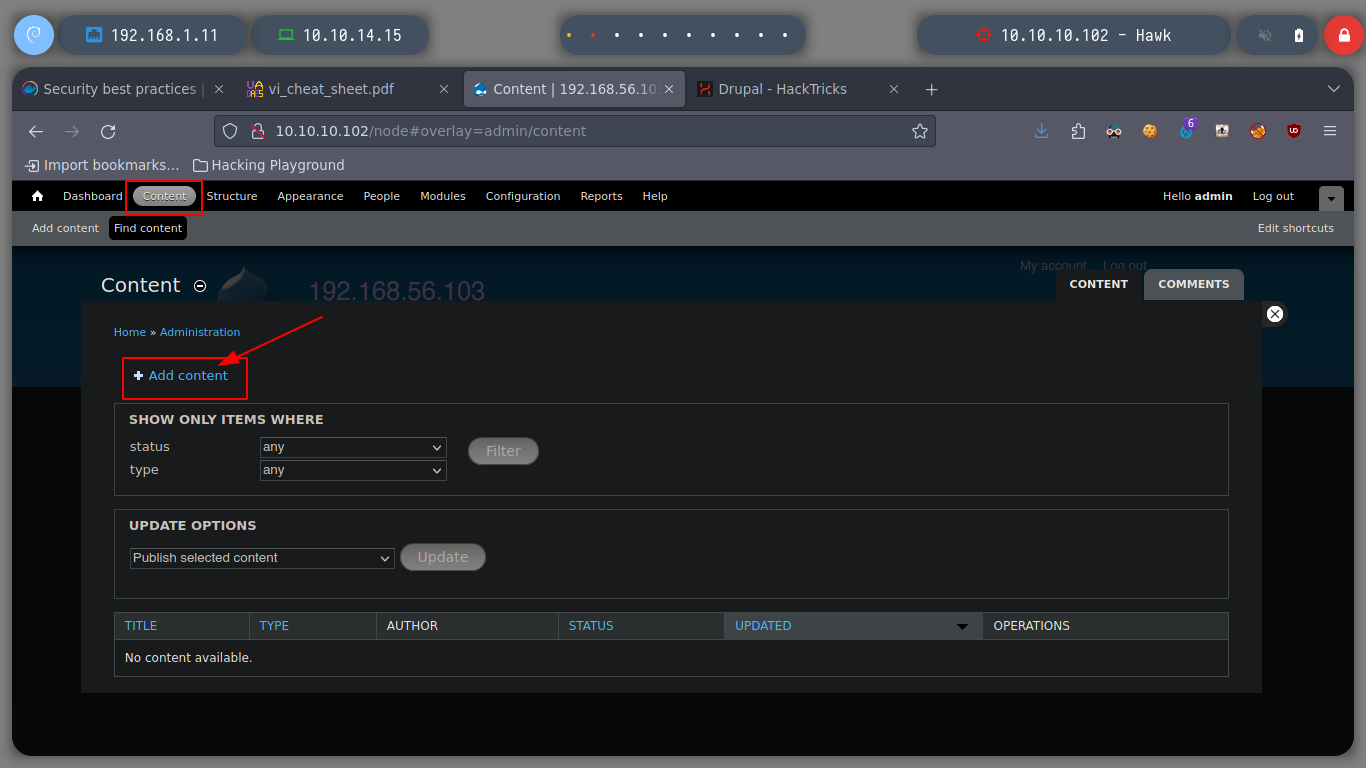 192.168.1.11 10.10.14.15 10.10.10.102 - Hawk
Security best practices | vi_cheat_sheet.pdf Content | 192.168.56.10 Drupal - HackTricks
10.10.10.102/node#overlay=admin/content 6
Import bookmarks... Hacking Playground
Dashboard Content Structure Appearance People Modules Configuration Reports Help Hello admin Log out
Add content Find content Edit shortcuts
My account Log out
Content 192.168.56.103 CONTENT COMMENTS
Home » Administration
Add content
SHOW ONLY ITEMS WHERE
status any Filter
type any
UPDATE OPTIONS
Publish selected content Update
TITLE TYPE AUTHOR STATUS UPDATED OPERATIONS
No content available.